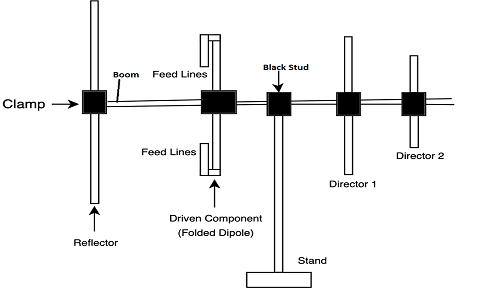 Boom
Feed Lines
Black Stud
Clamp
Feed Lines
Director 2
Director 1
Driven Component
(Folded Dipole)
Reflector
Stand